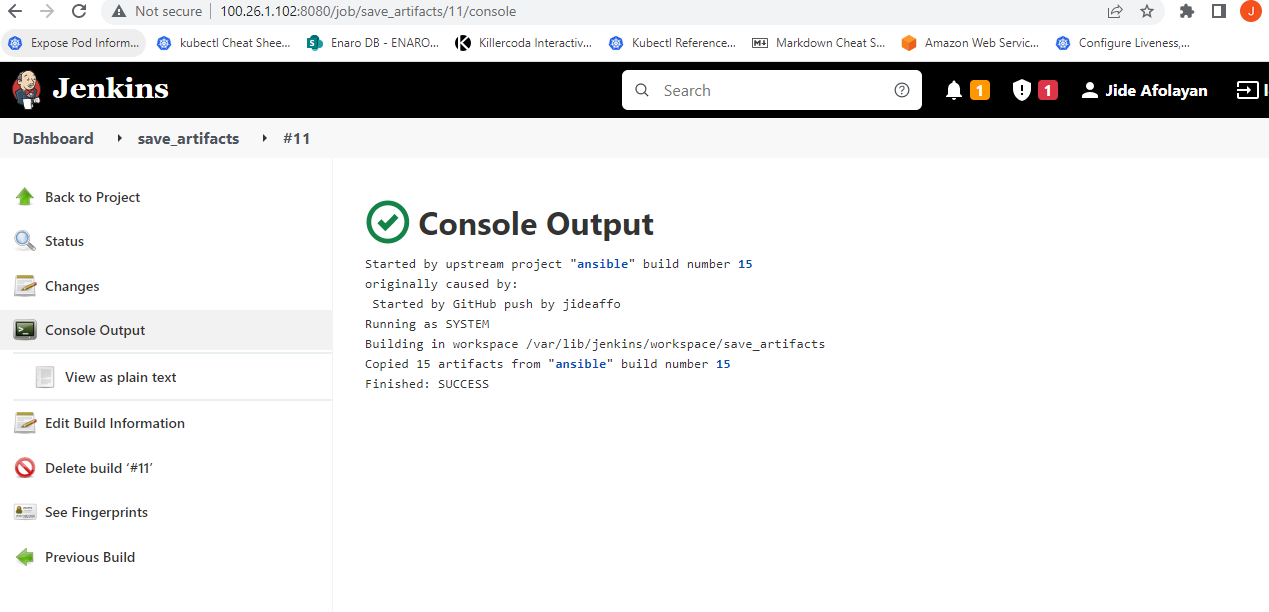 Not secure | 100.26.1.102:8080/job/save_artifacts/11/console
J
Expose Pod Inform... kubectl Cheat Shee... Enaro DB - ENARO... Killercoda Interactiv... Kubectl Reference... Markdown Cheat S... Amazon Web Servic... Configure Liveness,...
Jenkins Search 1 1 Jide Afolayan
Dashboard save_artifacts #11
Back to Project
Status
Changes
Console Output
View as plain text
Edit Build Information
Delete build ‘#11’
See Fingerprints
Previous Build
Console Output
Started by upstream project "ansible" build number 15
originally caused by:
Started by GitHub push by jideaffo
Running as SYSTEM
Building in workspace /var/lib/jenkins/workspace/save_artifacts
Copied 15 artifacts from "ansible" build number 15
Finished: SUCCESS